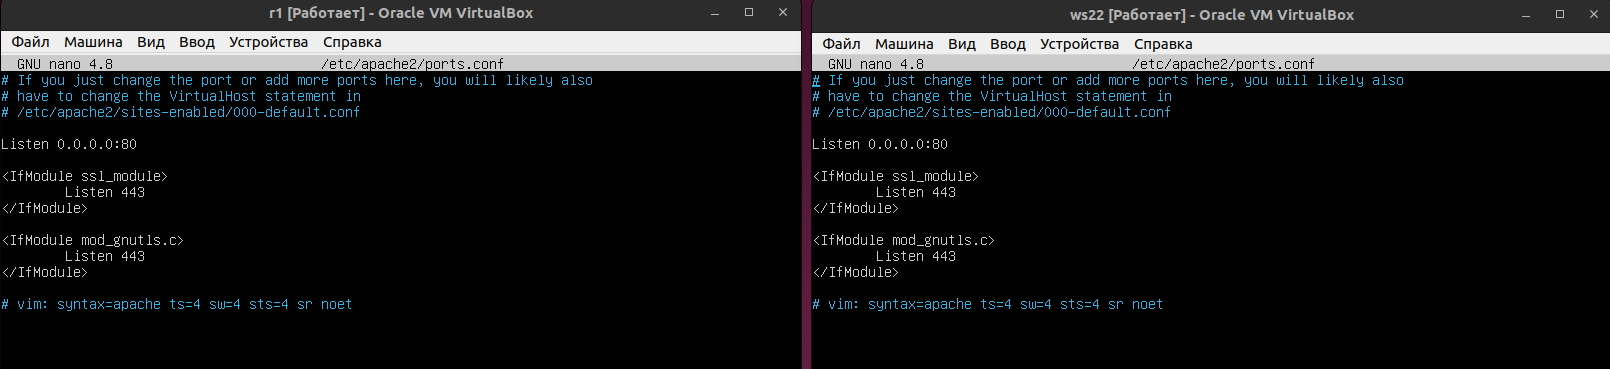 r1 [Работает] - Oracle VM VirtualBox
Файл Машина Вид Ввод Устройства Справка
GNU nano 4.8 /etc/apache2/ports.conf
# If you just change the port or add more ports here, you will likely also
# have to change the VirtualHost statement in
# /etc/apache2/sites-enabled/000-default.conf
Listen 0.0.0.0:80
<IfModule ssl_module>
Listen 443
</IfModule>
<IfModule mod_gnutls.c>
Listen 443
</IfModule>
# vim: syntax=apache ts=4 sw=4 sts=4 sr noet
ws22 [Работает] - Oracle VM VirtualBox
Файл Машина Вид Ввод Устройства Справка
GNU nano 4.8 /etc/apache2/ports.conf
# If you just change the port or add more ports here, you will likely also
# have to change the VirtualHost statement in
# /etc/apache2/sites-enabled/000-default.conf
Listen 0.0.0.0:80
<IfModule ssl_module>
Listen 443
</IfModule>
<IfModule mod_gnutls.c>
Listen 443
</IfModule>
# vim: syntax=apache ts=4 sw=4 sts=4 sr noet